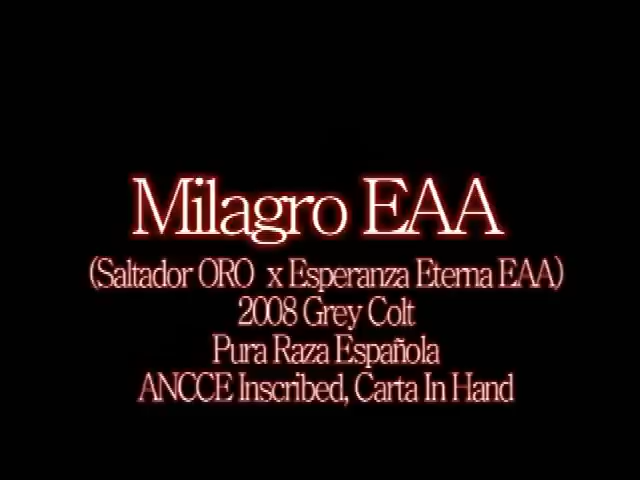 Milagro EAA
(Saltador ORO x Esperanza Eterna EAA)
2008 Grey Colt
Pura Raza Española
ANCCE Inscribed, Carta In Hand